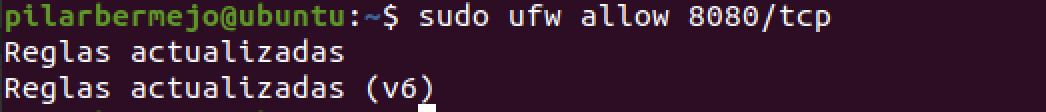 pilarbermejo@ubuntu:~$ sudo ufw allow 8080/tcp
Reglas actualizadas
Reglas actualizadas (v6)